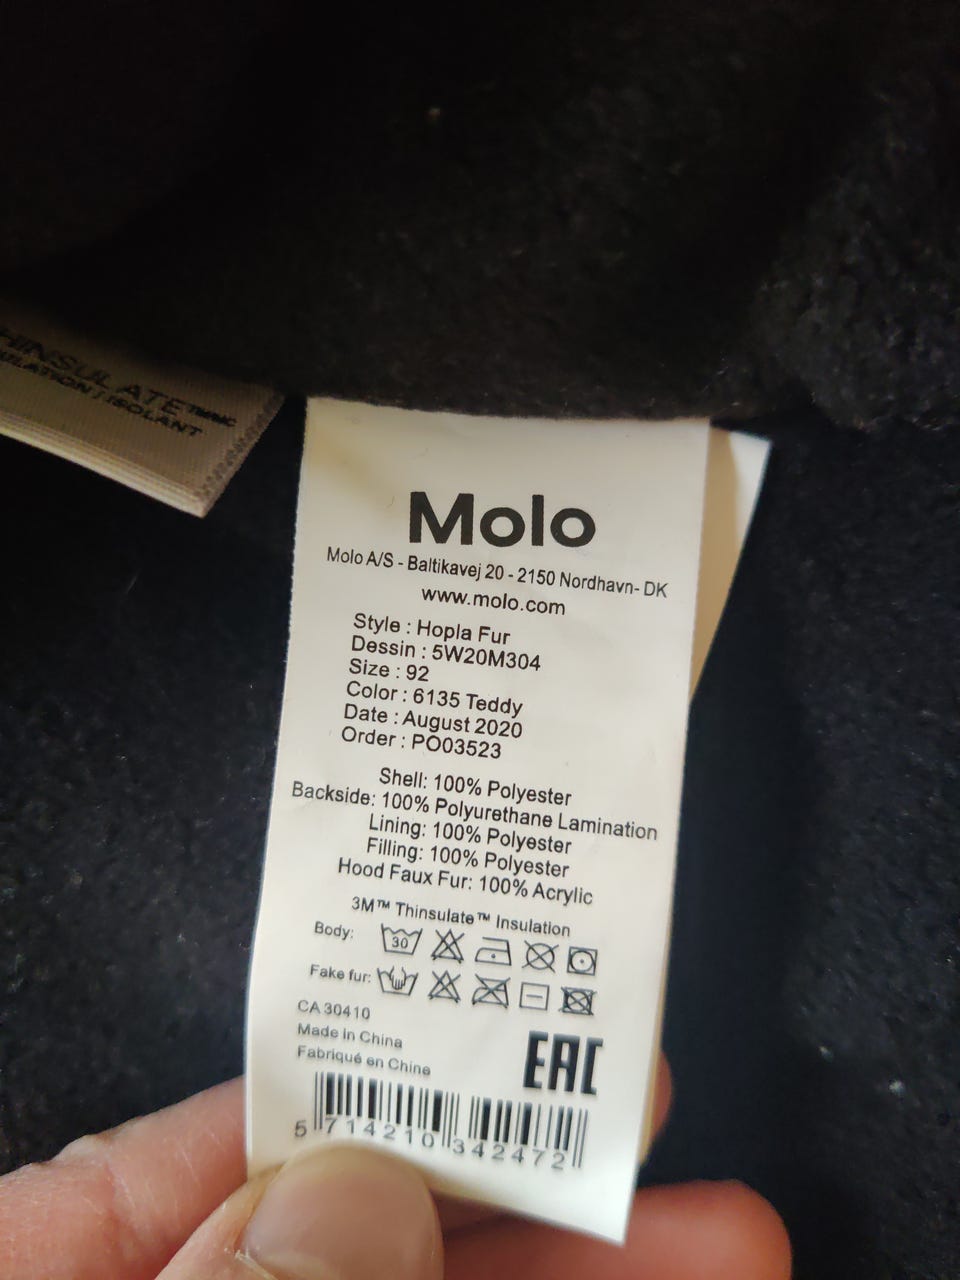 HINSULATE™
ULATION | ISOLANT
Molo
Molo A/S - Baltikavej 20 - 2150 Nordhavn- DK
www.molo.com
Style : Hopla Fur
Dessin : 5W20M304
Size : 92
Color : 6135 Teddy
Date : August 2020
Order : PO03523
Shell: 100% Polyester
Backside: 100% Polyurethane Lamination
Lining: 100% Polyester
Filling: 100% Polyester
Hood Faux Fur: 100% Acrylic
3M™ Thinsulate™ Insulation
Body: 30
Fake fur:
CA 30410
Made in China
Fabriqué en Chine
EAC
5 714210 342472